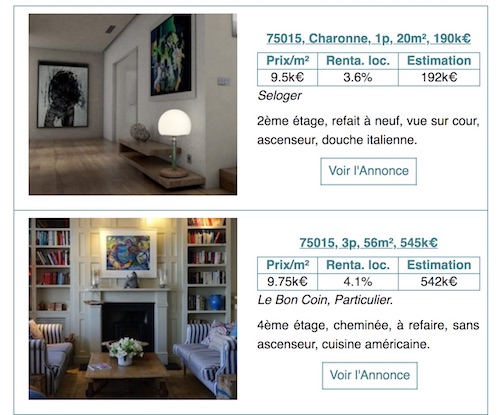 75015, Charonne, 1p, 20m², 190k€
Prix/m² Renta. loc. Estimation
9.5k€ 3.6% 192k€
Seloger
2ème étage, refait à neuf, vue sur cour,
ascenseur, douche italienne.
Voir l'Annonce
75015, 3p, 56m², 545k€
Prix/m² Renta. loc. Estimation
9.75k€ 4.1% 542k€
Le Bon Coin, Particulier.
4ème étage, cheminée, à refaire, sans
ascenseur, cuisine américaine.
Voir l'Annonce